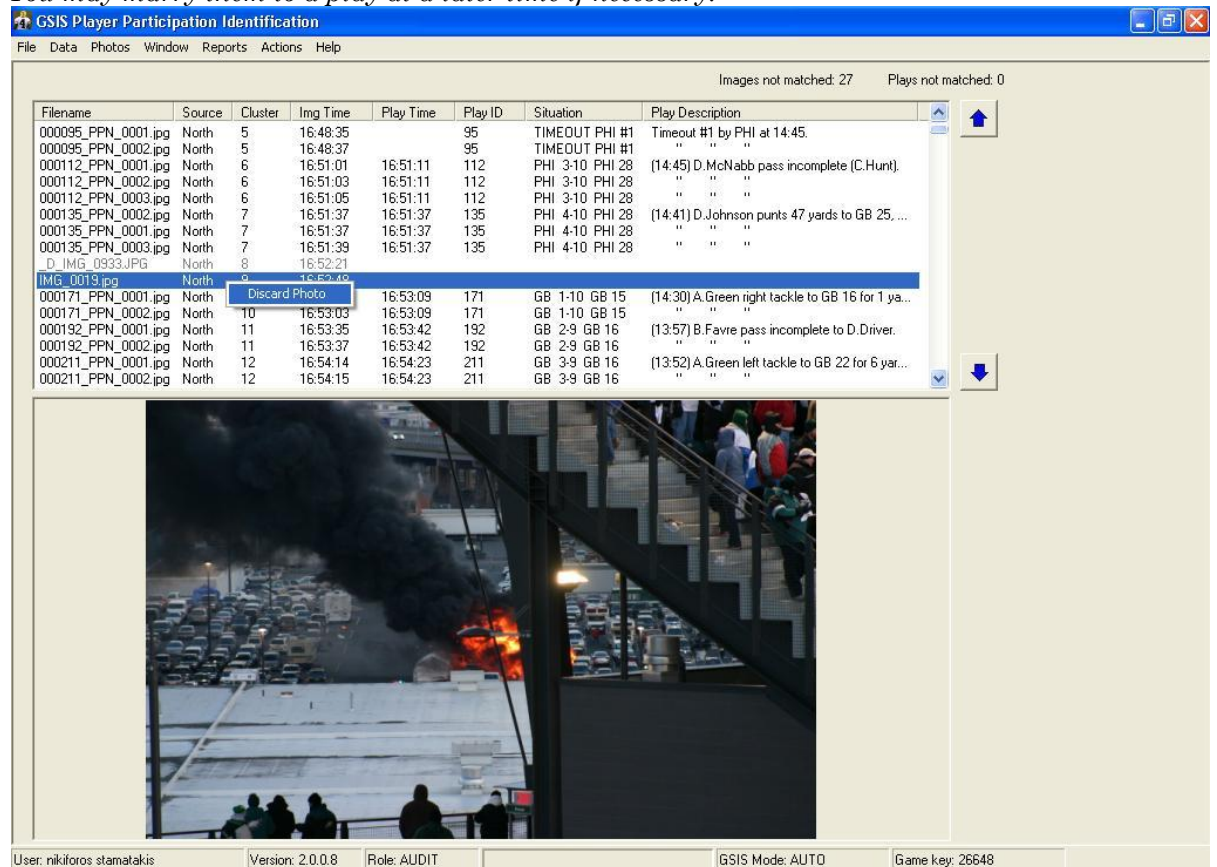 You may marry them to a play at a later time if necessary.
GSIS Player Participation Identification
File Data Photos Window Reports Actions Help
Images not matched: 27 Plays not matched: 0
Filename Source Cluster Img Time Play Time Play ID Situation Play Description
000095_PPN_0001.jpg North 5 16:48:35 95 TIMEOUT PHI #1 Timeout #1 by PHI at 14:45.
000095_PPN_0002.jpg North 5 16:48:37 95 TIMEOUT PHI #1 " " "
000112_PPN_0001.jpg North 6 16:51:01 16:51:11 112 PHI 3-10 PHI 28 (14:45) D.McNabb pass incomplete (C.Hunt).
000112_PPN_0002.jpg North 6 16:51:03 16:51:11 112 PHI 3-10 PHI 28 " " "
000112_PPN_0003.jpg North 6 16:51:05 16:51:11 112 PHI 3-10 PHI 28 " " "
000135_PPN_0002.jpg North 7 16:51:37 16:51:37 135 PHI 4-10 PHI 28 (14:41) D.Johnson punts 47 yards to GB 25, ...
000135_PPN_0001.jpg North 7 16:51:37 16:51:37 135 PHI 4-10 PHI 28 " " "
000135_PPN_0003.jpg North 7 16:51:39 16:51:37 135 PHI 4-10 PHI 28 " " "
_D_IMG_0933.JPG North 8 16:52:21
IMG_0019.jpg North 9 16:52:48
Discard Photo
000171_PPN_0001.jpg North 16:53:09 171 GB 1-10 GB 15 (14:30) A.Green right tackle to GB 16 for 1 ya...
000171_PPN_0002.jpg North 10 16:53:03 16:53:09 171 GB 1-10 GB 15 " " "
000192_PPN_0001.jpg North 11 16:53:35 16:53:42 192 GB 2-9 GB 16 (13:57) B.Favre pass incomplete to D.Driver.
000192_PPN_0002.jpg North 11 16:53:37 16:53:42 192 GB 2-9 GB 16 " " "
000211_PPN_0001.jpg North 12 16:54:14 16:54:23 211 GB 3-9 GB 16 (13:52) A.Green left tackle to GB 22 for 6 yar...
000211_PPN_0002.jpg North 12 16:54:15 16:54:23 211 GB 3-9 GB 16 " " "
User: nikiforos stamatakis Version: 2.0.0.8 Role: AUDIT GSIS Mode: AUTO Game key: 26648